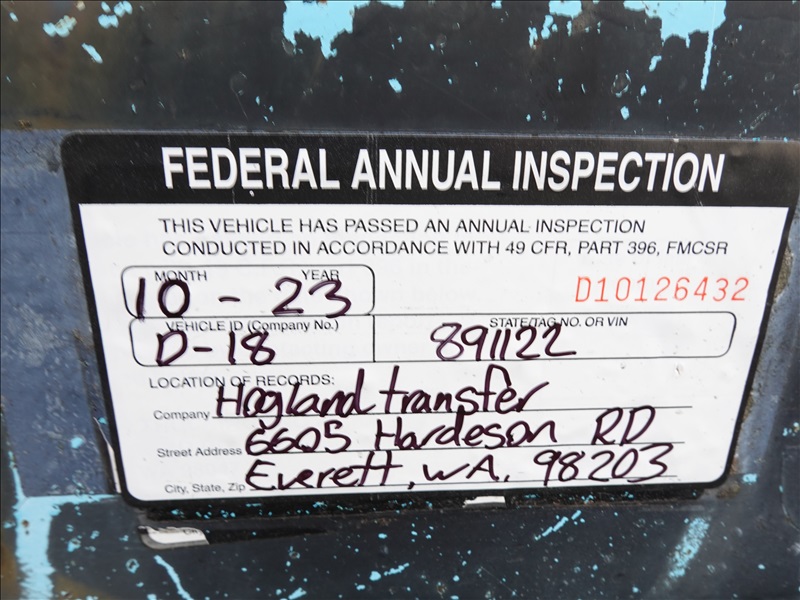 FEDERAL ANNUAL INSPECTION
THIS VEHICLE HAS PASSED AN ANNUAL INSPECTION
CONDUCTED IN ACCORDANCE WITH 49 CFR, PART 396, FMCSR
MONTH YEAR
10 - 23 D10126432
VEHICLE ID (Company No.) STATE/TAG NO. OR VIN
D-18 891122
LOCATION OF RECORDS:
Company Hogland transfer
Street Address 6605 Hardeson RD
City, State, Zip Everett, WA. 98203